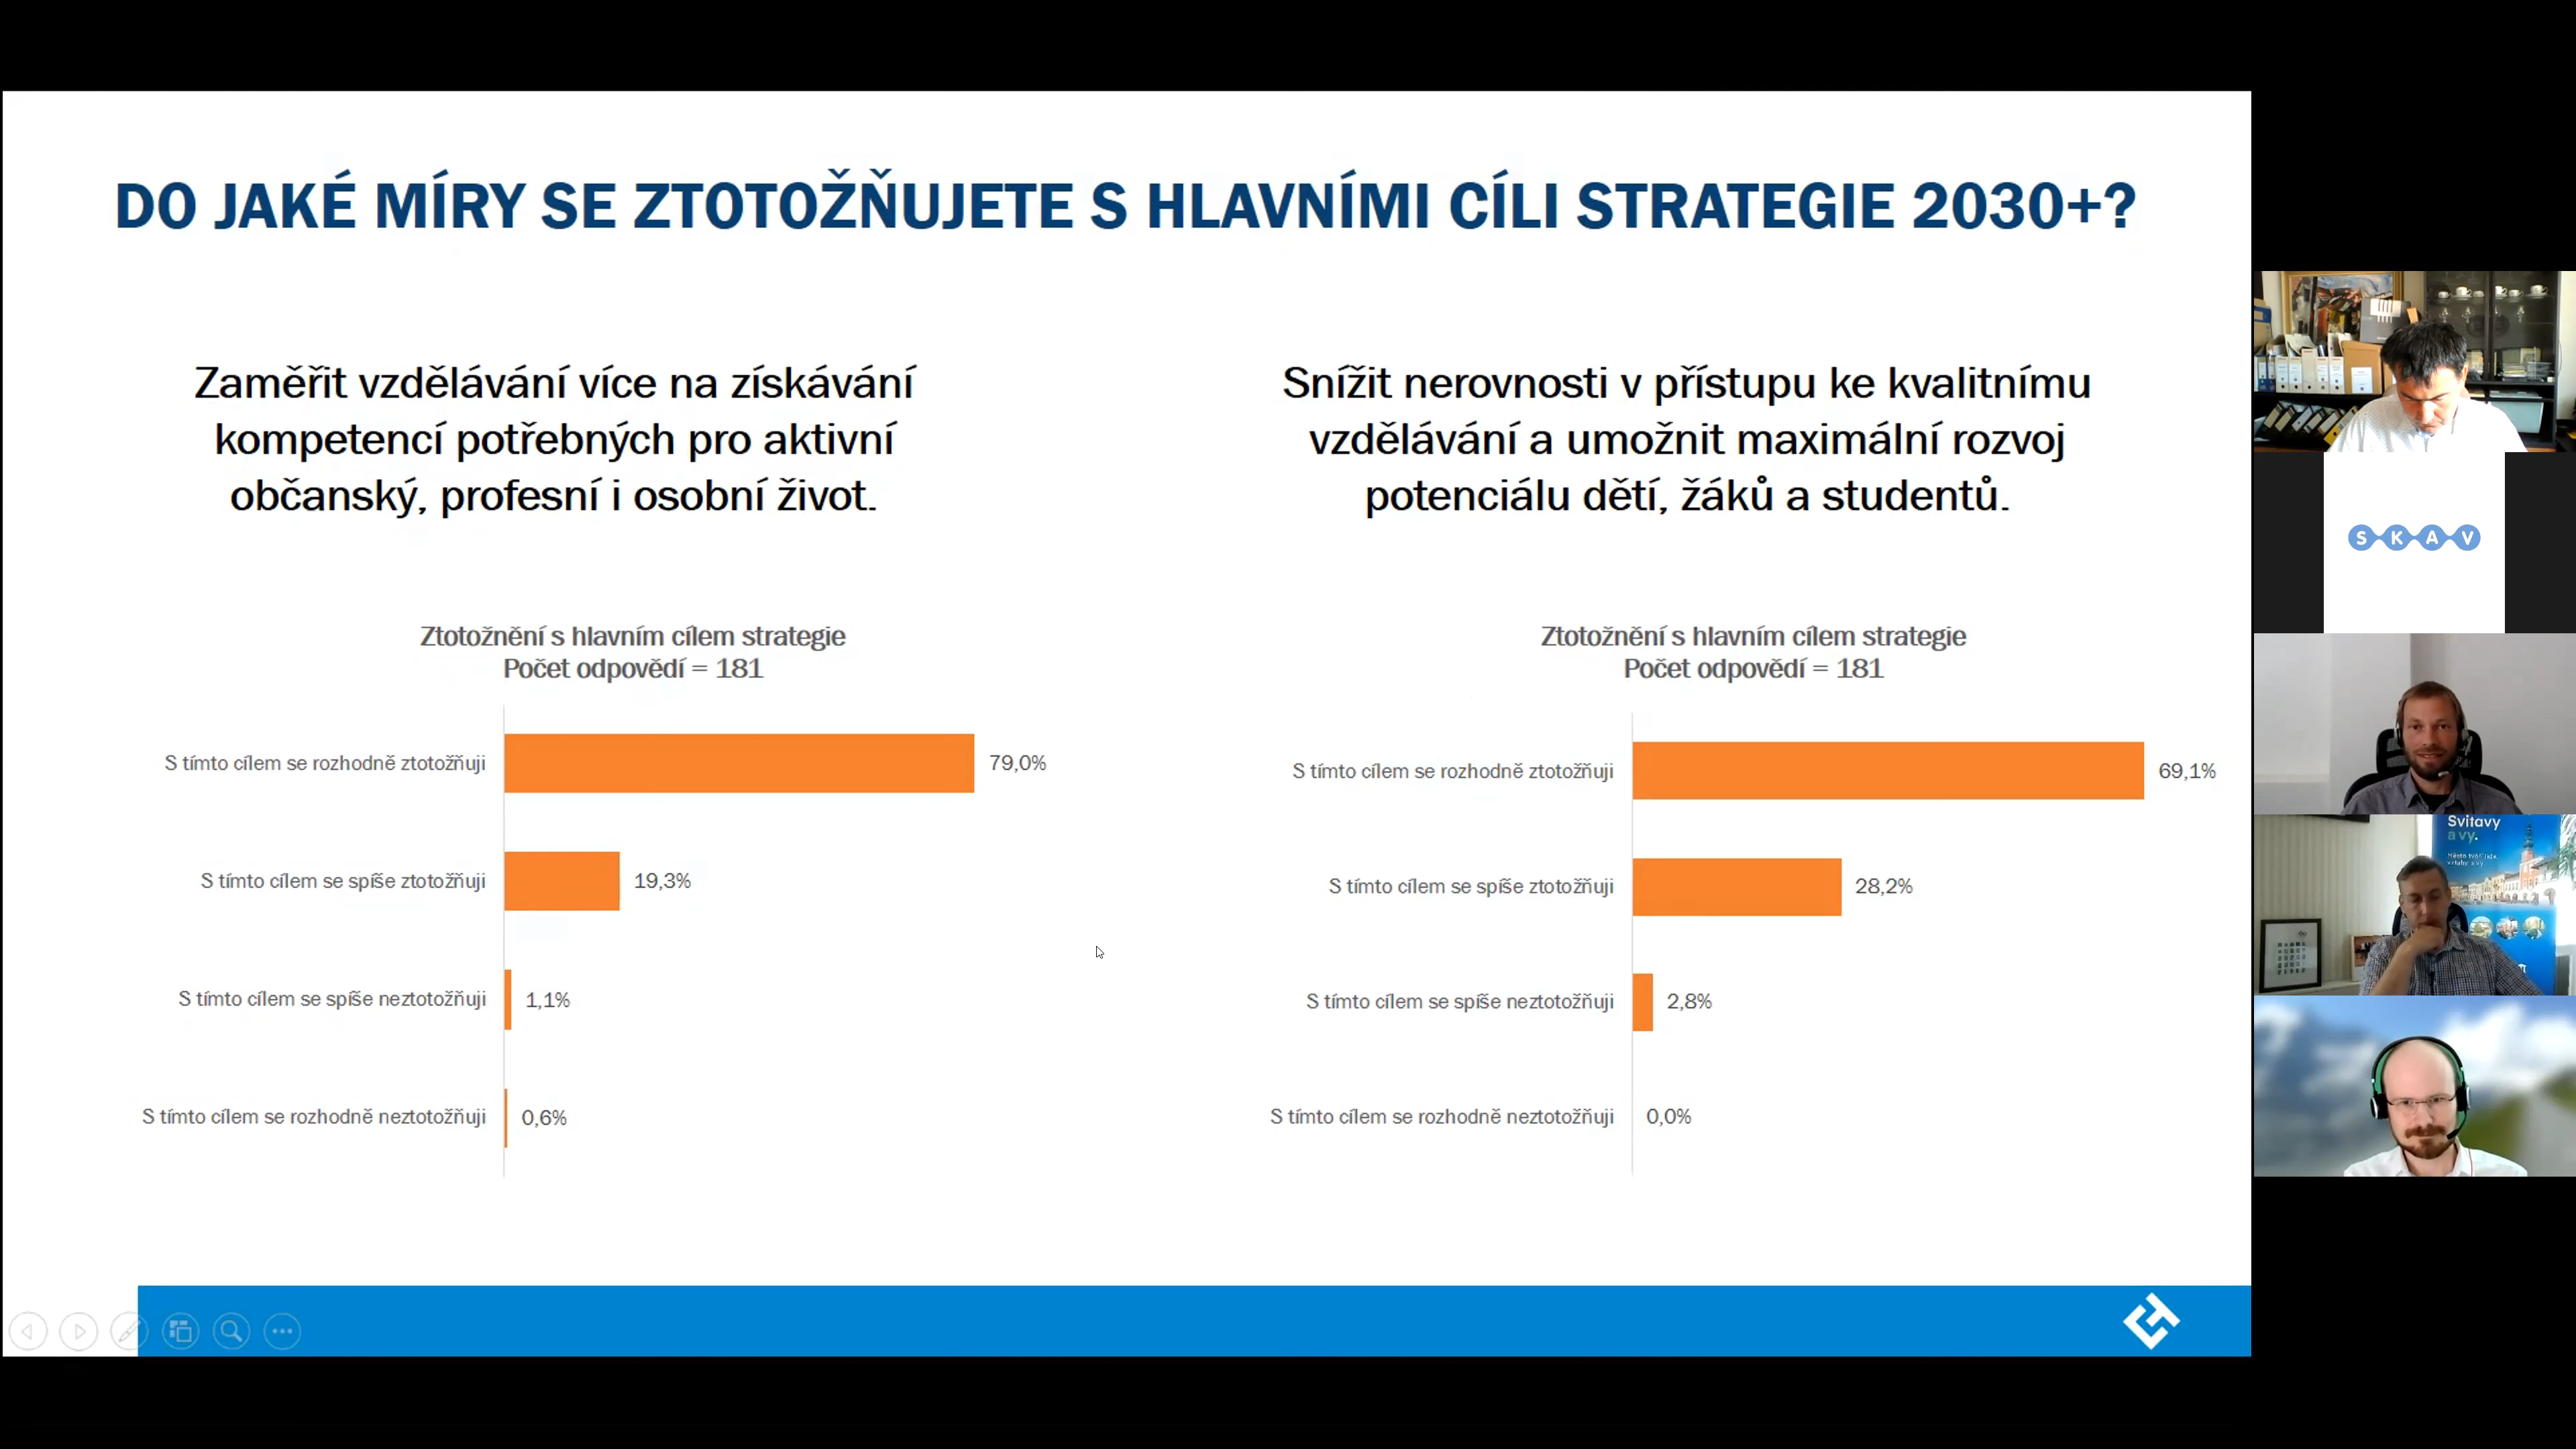 DO JAKÉ MÍRY SE ZTOTOŽŇUJETE S HLAVNÍMI CÍLI STRATEGIE 2030+?
Zaměřit vzdělávání více na získávání
kompetencí potřebných pro aktivní
občanský, profesní i osobní život.
Ztotožnění s hlavním cílem strategie
Počet odpovědí = 181
S tímto cílem se rozhodně ztotožňuji 79,0%
S tímto cílem se spíše ztotožňuji 19,3%
S tímto cílem se spíše neztotožňuji 1,1%
S tímto cílem se rozhodně neztotožňuji 0,6%
Snížit nerovnosti v přístupu ke kvalitnímu
vzdělávání a umožnit maximální rozvoj
potenciálu dětí, žáků a studentů.
Ztotožnění s hlavním cílem strategie
Počet odpovědí = 181
S tímto cílem se rozhodně ztotožňuji 69,1%
S tímto cílem se spíše ztotožňuji 28,2%
S tímto cílem se spíše neztotožňuji 2,8%
S tímto cílem se rozhodně neztotožňuji 0,0%
SKAV
Svitavy
a vy.